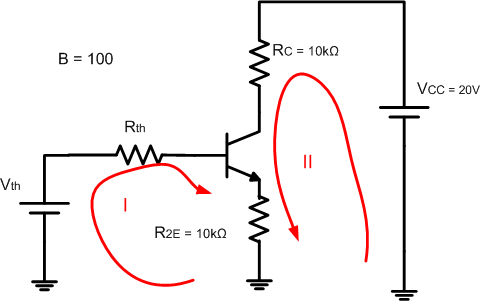 RC = 10kΩ
B = 100
VCC = 20V
Rth
II
Vth
I
R2E = 10kΩ